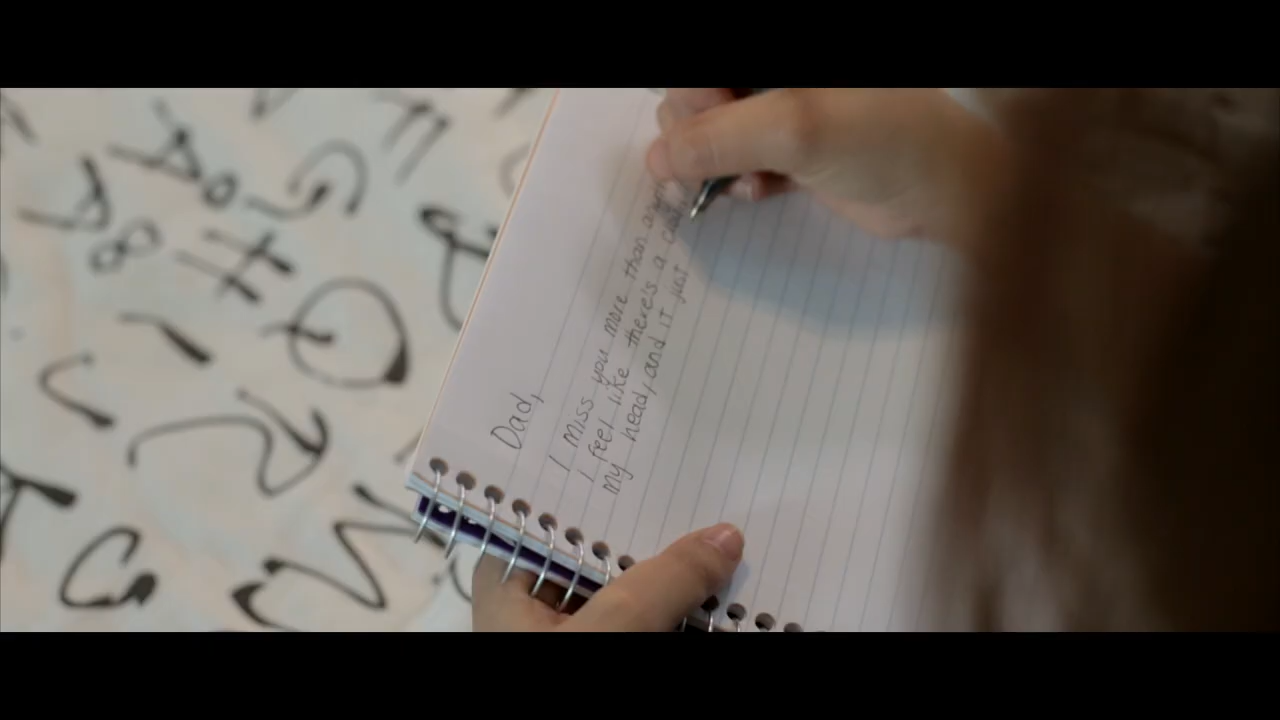 Dad,
I miss you more than
I feel like there's a
my head, and it just